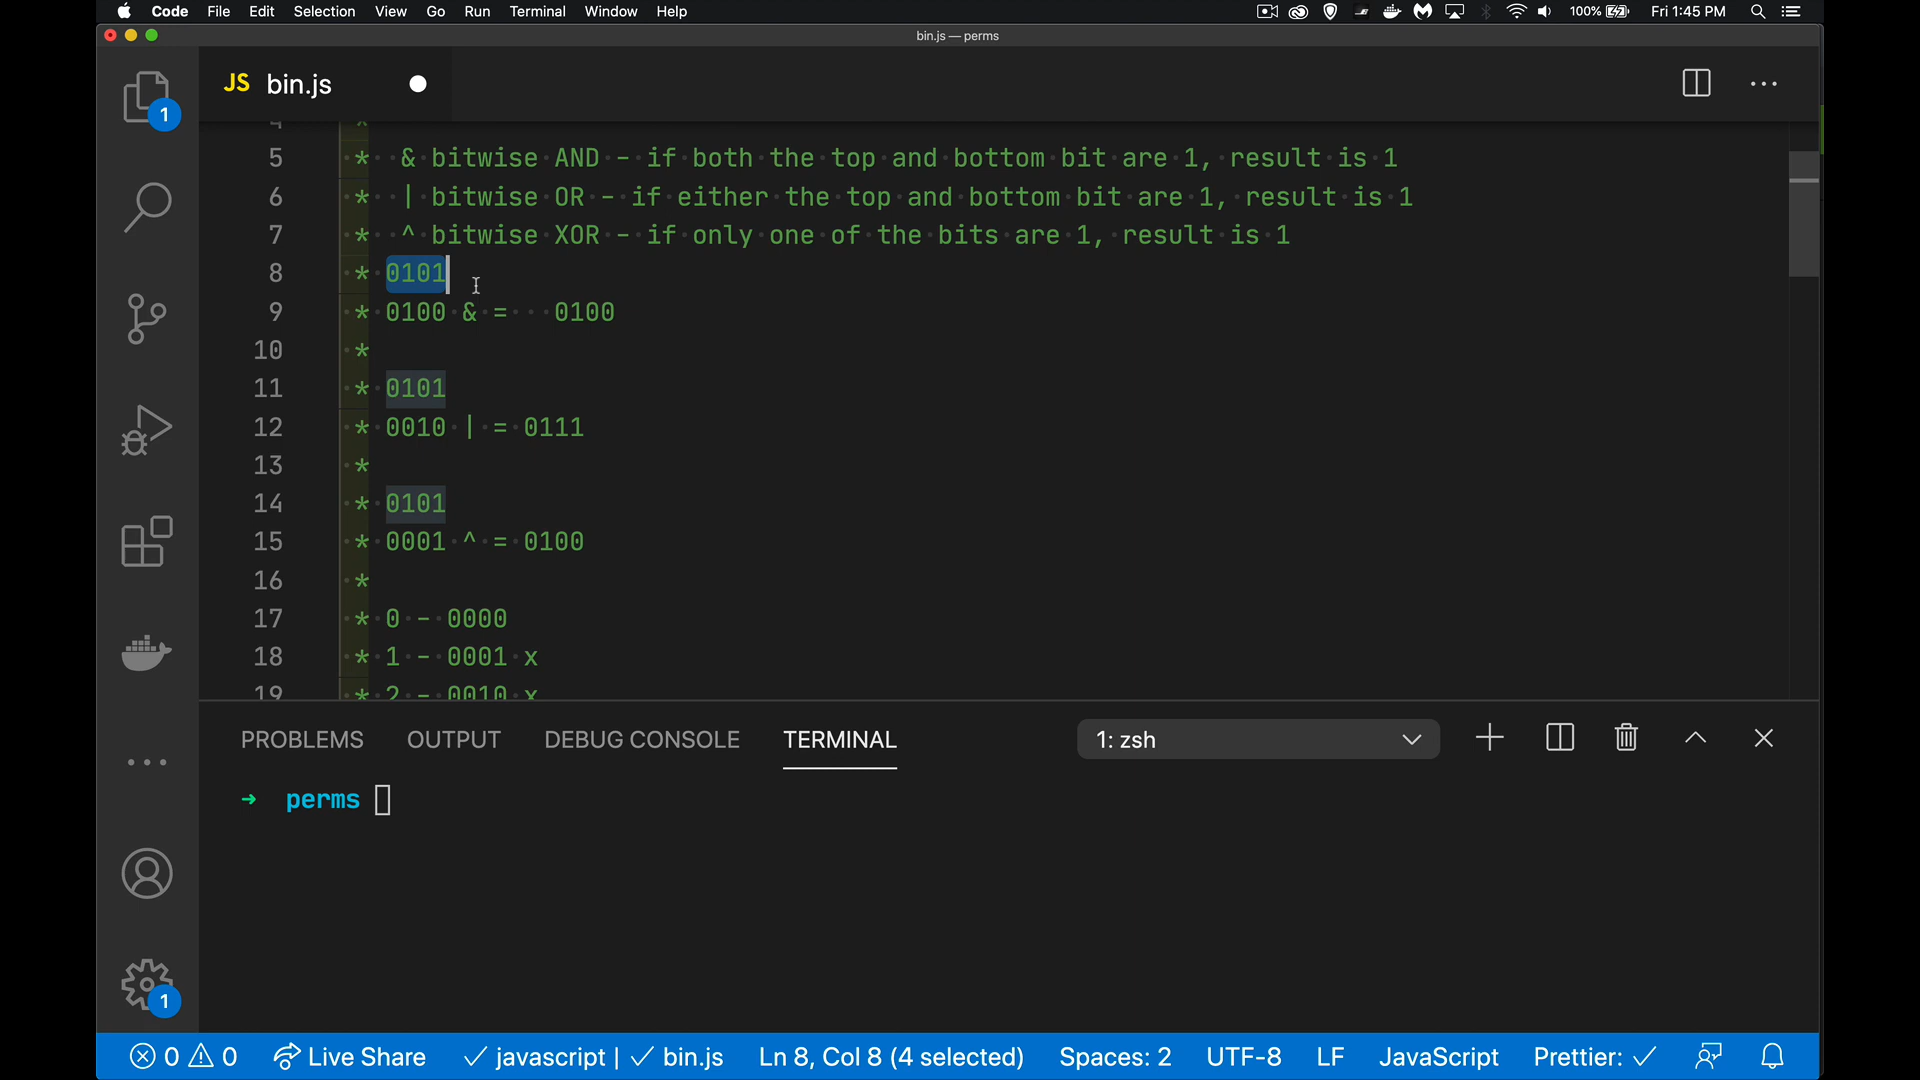 Code File Edit Selection View Go Run Terminal Window Help 100% Fri 1:45 PM
bin.js — perms
JS bin.js
1
4 *
5 * & bitwise AND - if both the top and bottom bit are 1, result is 1
6 * | bitwise OR - if either the top and bottom bit are 1, result is 1
7 * ^ bitwise XOR - if only one of the bits are 1, result is 1
8 * 0101
9 * 0100 & = 0100
10 *
11 * 0101
12 * 0010 | = 0111
13 *
14 * 0101
15 * 0001 ^ = 0100
16 *
17 * 0 - 0000
18 * 1 - 0001 x
19 * 2 - 0010 x
PROBLEMS OUTPUT DEBUG CONSOLE TERMINAL 1: zsh
➜ perms
1
0 0 Live Share ✓ javascript | ✓ bin.js Ln 8, Col 8 (4 selected) Spaces: 2 UTF-8 LF JavaScript Prettier: ✓